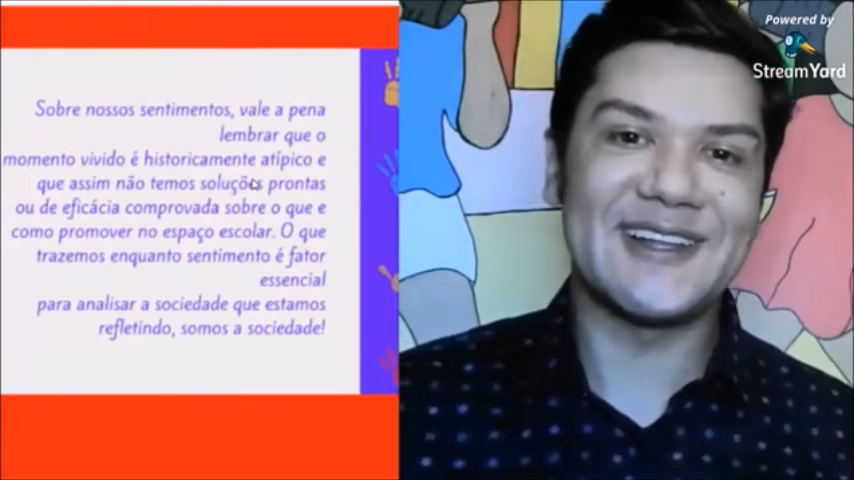 Sobre nossos sentimentos, vale a pena
lembrar que o
momento vivido é historicamente atípico e
que assim não temos soluções prontas
ou de eficácia comprovada sobre o que e
como promover no espaço escolar. O que
trazemos enquanto sentimento é fator
essencial
para analisar a sociedade que estamos
refletindo, somos a sociedade!
Powered by
StreamYard